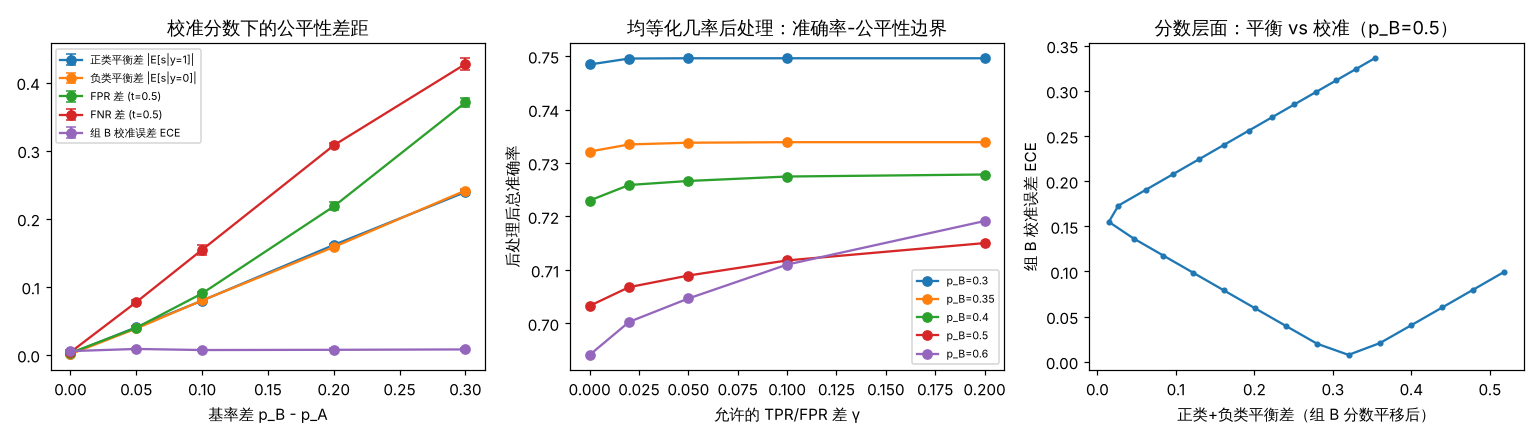 校准分数下的公平性差距
正类平衡差 |E[s|y=1]|
负类平衡差 |E[s|y=0]|
FPR 差 (t=0.5)
FNR 差 (t=0.5)
组 B 校准误差 ECE
0.4
0.3
0.2
0.1
0.0
0.00
0.05
0.10
0.15
0.20
0.25
0.30
基率差 p_B - p_A
均等化几率后处理：准确率-公平性边界
后处理后总准确率
0.75
0.74
0.73
0.72
0.71
0.70
p_B=0.3
p_B=0.35
p_B=0.4
p_B=0.5
p_B=0.6
0.000
0.025
0.050
0.075
0.100
0.125
0.150
0.175
0.200
允许的 TPR/FPR 差 γ
分数层面：平衡 vs 校准（p_B=0.5）
组 B 校准误差 ECE
0.35
0.30
0.25
0.20
0.15
0.10
0.05
0.00
0.0
0.1
0.2
0.3
0.4
0.5
正类+负类平衡差（组 B 分数平移后）